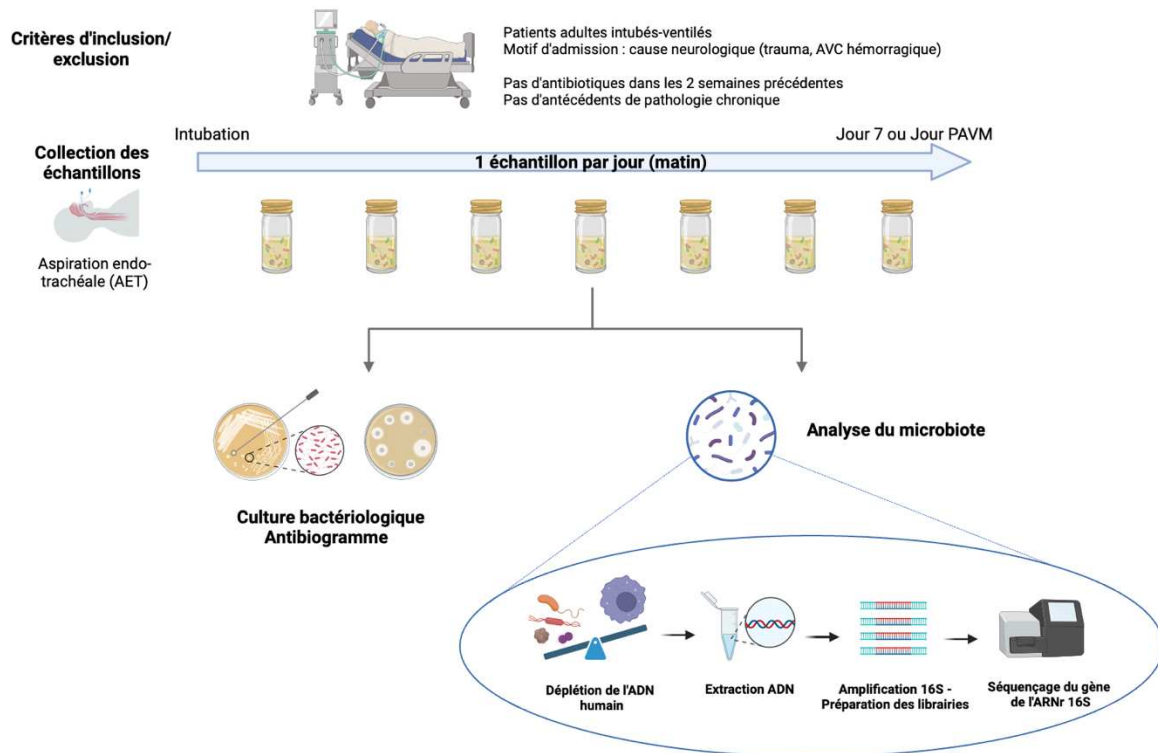 Critères d'inclusion/
exclusion
Patients adultes intubés-ventilés
Motif d'admission : cause neurologique (trauma, AVC hémorragique)
Pas d'antibiotiques dans les 2 semaines précédentes
Pas d'antécédents de pathologie chronique
Intubation
Jour 7 ou Jour PAVM
Collection des
échantillons
1 échantillon par jour (matin)
Aspiration endo-
trachéale (AET)
Culture bactériologique
Antibiogramme
Analyse du microbiote
Déplétion de l'ADN
humain
Extraction ADN
Amplification 16S -
Préparation des librairies
Séquençage du gène
de l'ARNr 16S